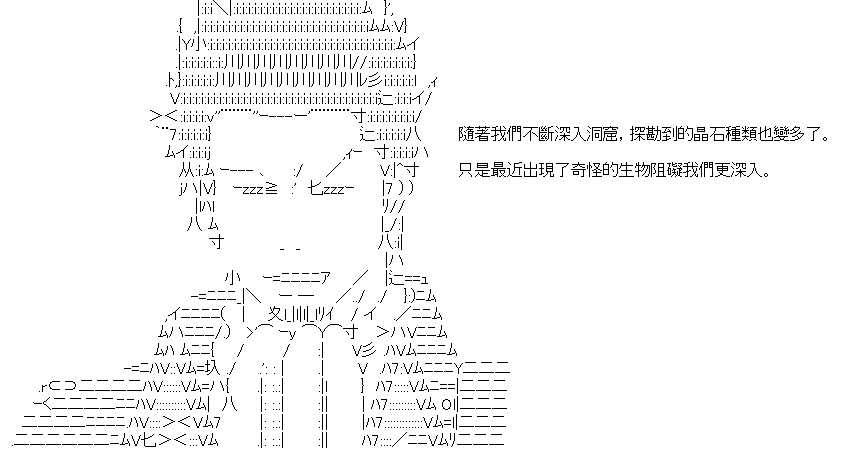 隨著我們不斷深入洞窟，探勘到的晶石種類也變多了。
只是最近出現了奇怪的生物阻礙我們更深入。